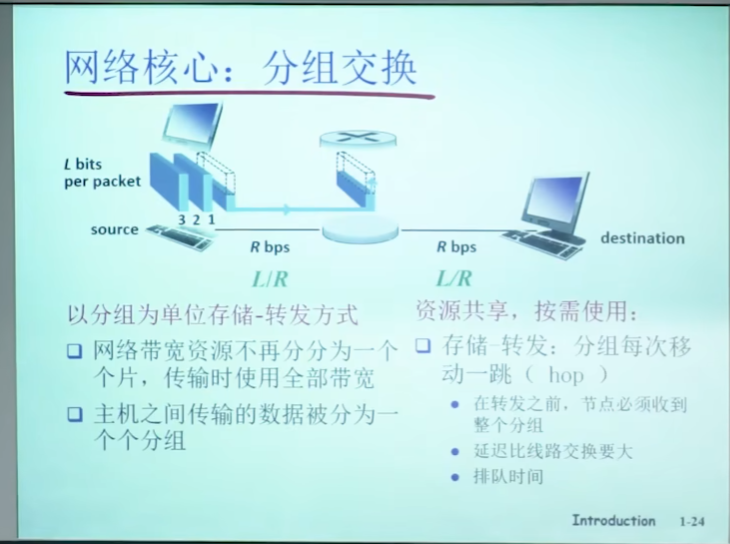 网络核心：分组交换
L bits
per packet
3 2 1
source
R bps
R bps
destination
L/R
L/R
以分组为单位存储-转发方式
网络带宽资源不再分分为一个
个片，传输时使用全部带宽
主机之间传输的数据被分为一
个个分组
资源共享，按需使用：
存储-转发：分组每次移
动一跳（ hop ）
在转发之前，节点必须收到
整个分组
延迟比线路交换要大
排队时间
Introduction 1-24